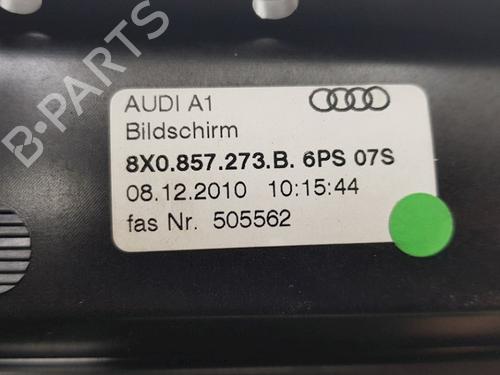 B-PARTS
AUDI A1
Bildschirm
8X0.857.273.B. 6PS 07S
08.12.2010 10:15:44
fas Nr. 505562